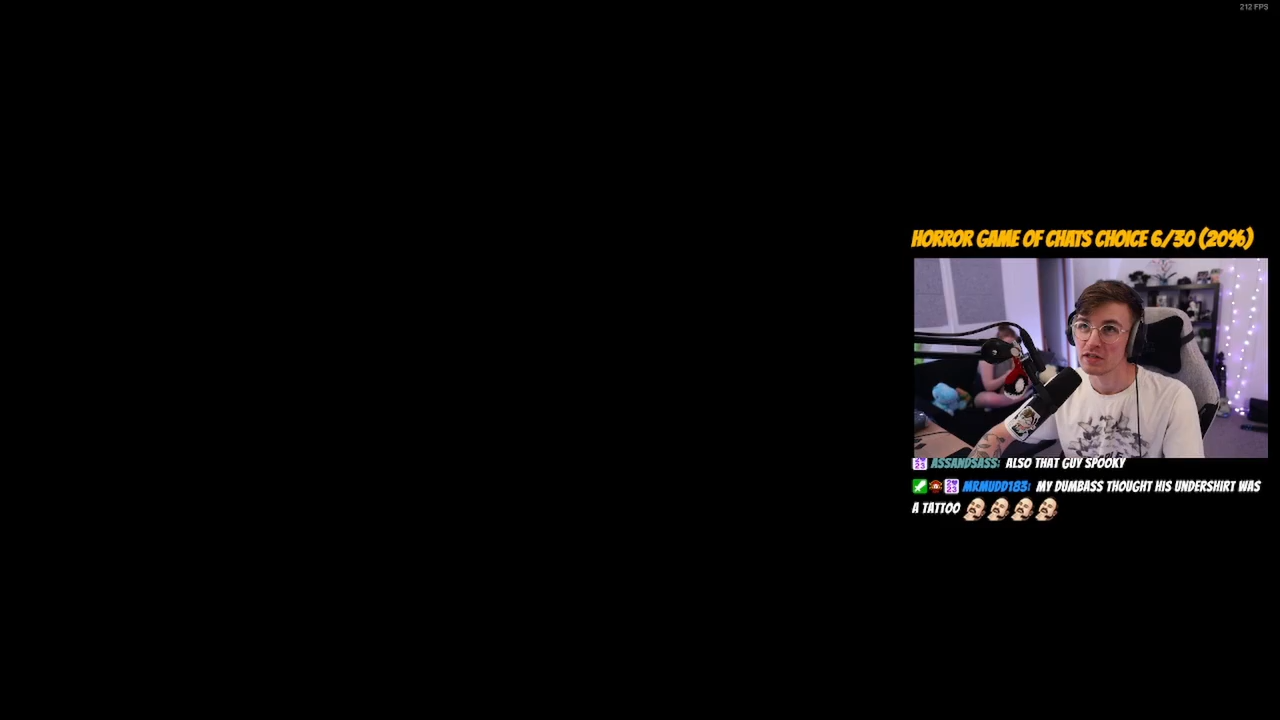 212 FPS
HORROR GAME OF CHATS CHOICE 6/30 (20%)
ASSANDSASS: ALSO THAT GUY SPOOKY
MRMUDD183: MY DUMBASS THOUGHT HIS UNDERSHIRT WAS
A TATTOO